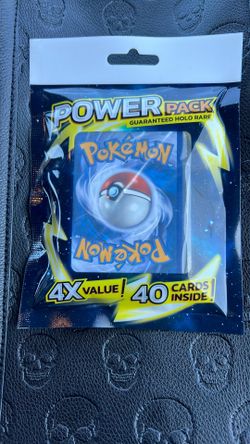 POWER PACK
GUARANTEED HOLO RARE
POKéMON
POKéMON
4X VALUE!
40 CARDS INSIDE!